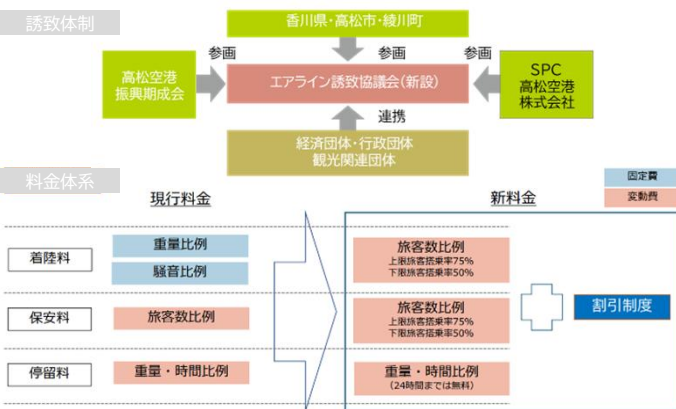 誘致体制
香川県・高松市・綾川町
参画
参画
参画
高松空港
振興期成会
エアライン誘致協議会(新設)
SPC
高松空港
株式会社
連携
経済団体・行政団体
観光関連団体
料金体系
固定費
変動費
現行料金
新料金
着陸料
重量比例
騒音比例
旅客数比例
上限旅客搭乗率75%
下限旅客搭乗率50%
保安料
旅客数比例
旅客数比例
上限旅客搭乗率75%
下限旅客搭乗率50%
割引制度
停留料
重量・時間比例
重量・時間比例
(24時間までは無料)